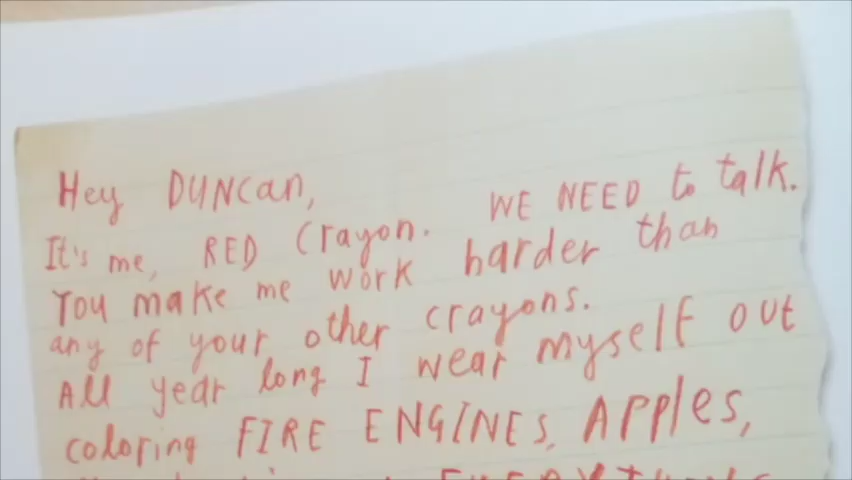 Hey DUNCan,
It's me, RED Crayon. WE NEED to talk.
You make me work harder than
any of your other crayons.
All year long I wear myself out
coloring FIRE ENGINES, Apples,